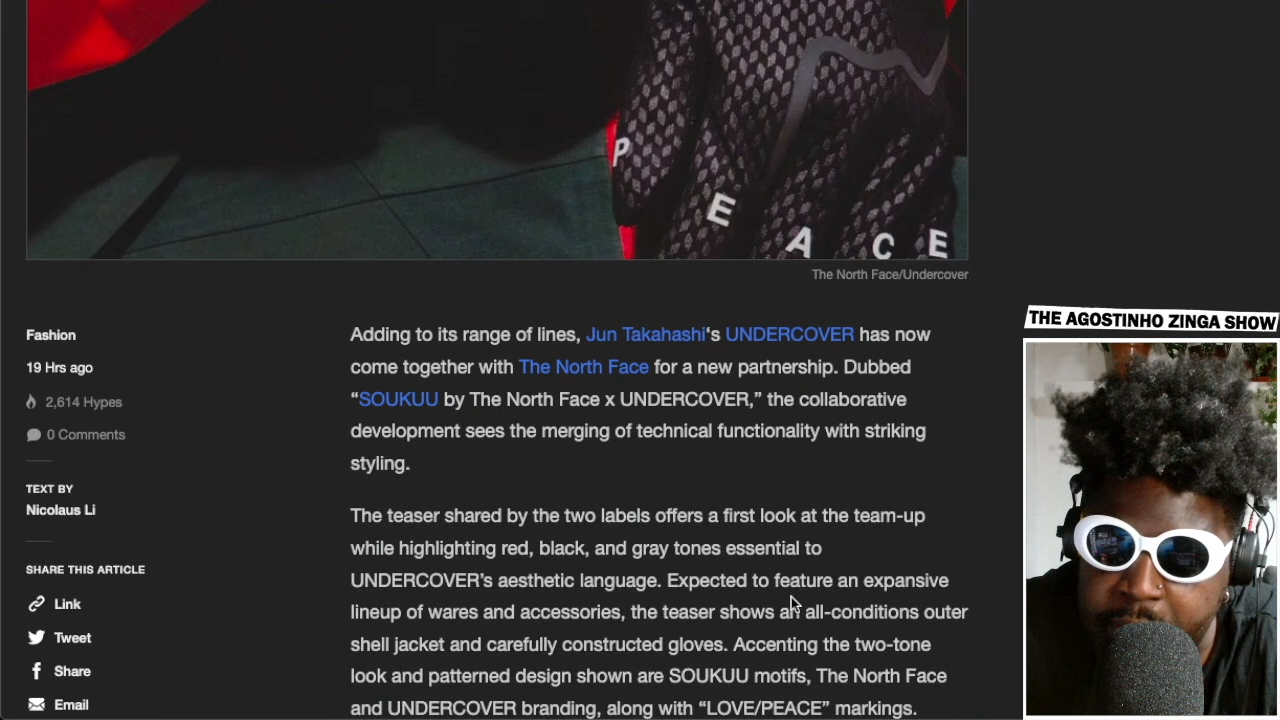 P
E
A
C
E
The North Face/Undercover
Fashion
19 Hrs ago
2,614 Hypes
0 Comments
TEXT BY
Nicolaus Li
SHARE THIS ARTICLE
Link
Tweet
Share
Email
Adding to its range of lines, Jun Takahashi‘s UNDERCOVER has now
come together with The North Face for a new partnership. Dubbed
“SOUKUU by The North Face x UNDERCOVER,” the collaborative
development sees the merging of technical functionality with striking
styling.
The teaser shared by the two labels offers a first look at the team-up
while highlighting red, black, and gray tones essential to
UNDERCOVER’s aesthetic language. Expected to feature an expansive
lineup of wares and accessories, the teaser shows an all-conditions outer
shell jacket and carefully constructed gloves. Accenting the two-tone
look and patterned design shown are SOUKUU motifs, The North Face
and UNDERCOVER branding, along with “LOVE/PEACE” markings.
THE AGOSTINHO ZINGA SHOW